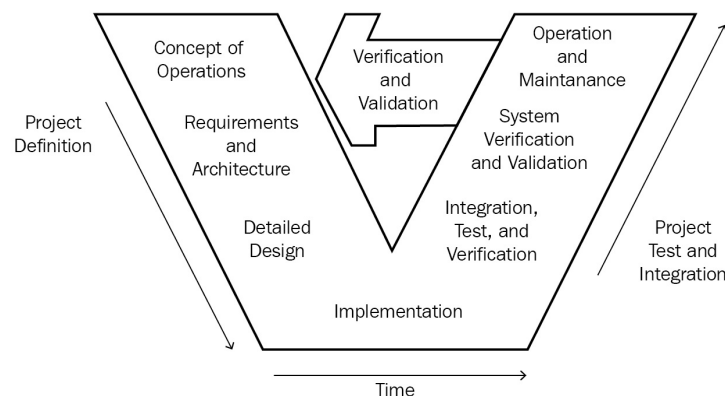 Concept of
Operations
Verification
and
Validation
Operation
and
Maintanance
Project
Definition
Requirements
and
Architecture
System
Verification
and Validation
Detailed
Design
Integration,
Test, and
Verification
Project
Test and
Integration
Implementation
Time